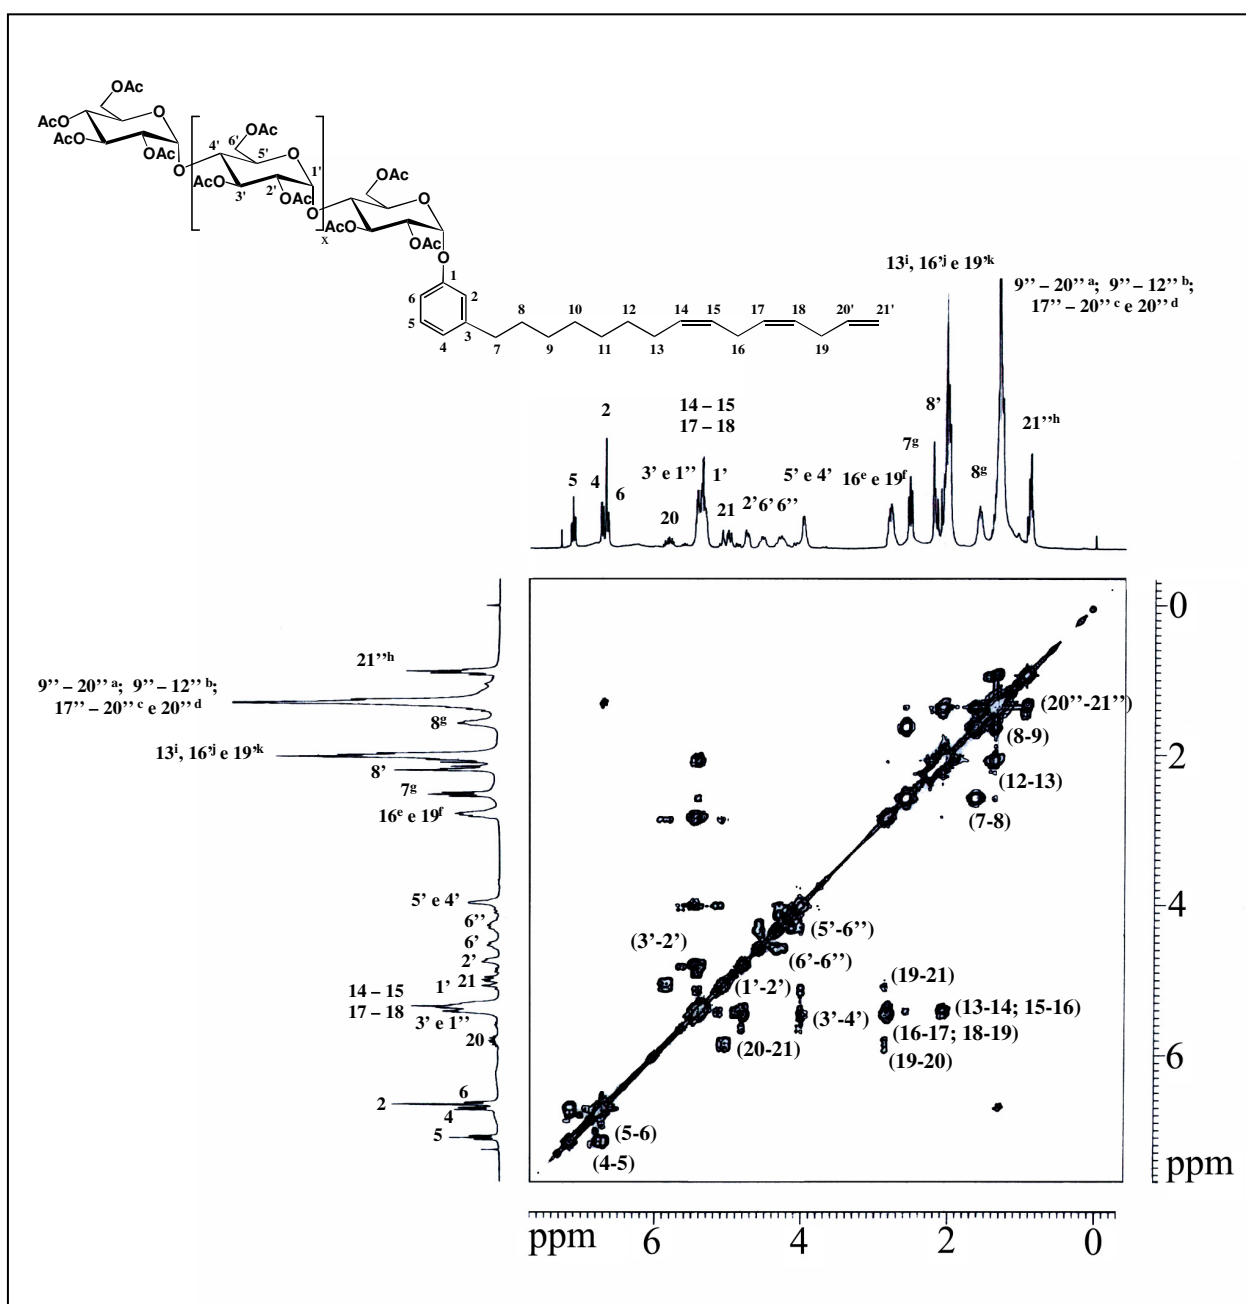 OAc
AcO
AcO
OAc
O
O
4'
6'
OAc
5'
O
1'
AcO
3'
2'
OAc
O
x
OAc
O
AcO
OAc
O
1
6
2
5
3
4
7
8
9
10
11
12
13
14
15
16
17
18
19
20'
21'
13ⁱ, 16'ʲ e 19'ᵏ
9'' – 20'' ᵃ; 9'' – 12'' ᵇ;
17'' – 20'' ᶜ e 20'' ᵈ
14 – 15
17 – 18
2
8'
21''ʰ
7ᵍ
5
4
6
3' e 1''
1'
5' e 4'
16ᵉ e 19ᶠ
8ᵍ
20
21
2'
6'
6''
21''ʰ
9'' – 20'' ᵃ; 9'' – 12'' ᵇ;
17'' – 20'' ᶜ e 20'' ᵈ
8ᵍ
13ⁱ, 16'ʲ e 19'ᵏ
8'
7ᵍ
16ᵉ e 19ᶠ
5' e 4'
6''
6'
2'
21
1'
14 – 15
17 – 18
3' e 1''
20
6
2
4
5
(20''-21'')
(8-9)
(12-13)
(7-8)
(3'-2')
(5'-6'')
(6'-6'')
(1'-2')
(19-21)
(13-14; 15-16)
(3'-4')
(16-17; 18-19)
(20-21)
(19-20)
(5-6)
(4-5)
0
2
4
6
ppm
ppm
6
4
2
0